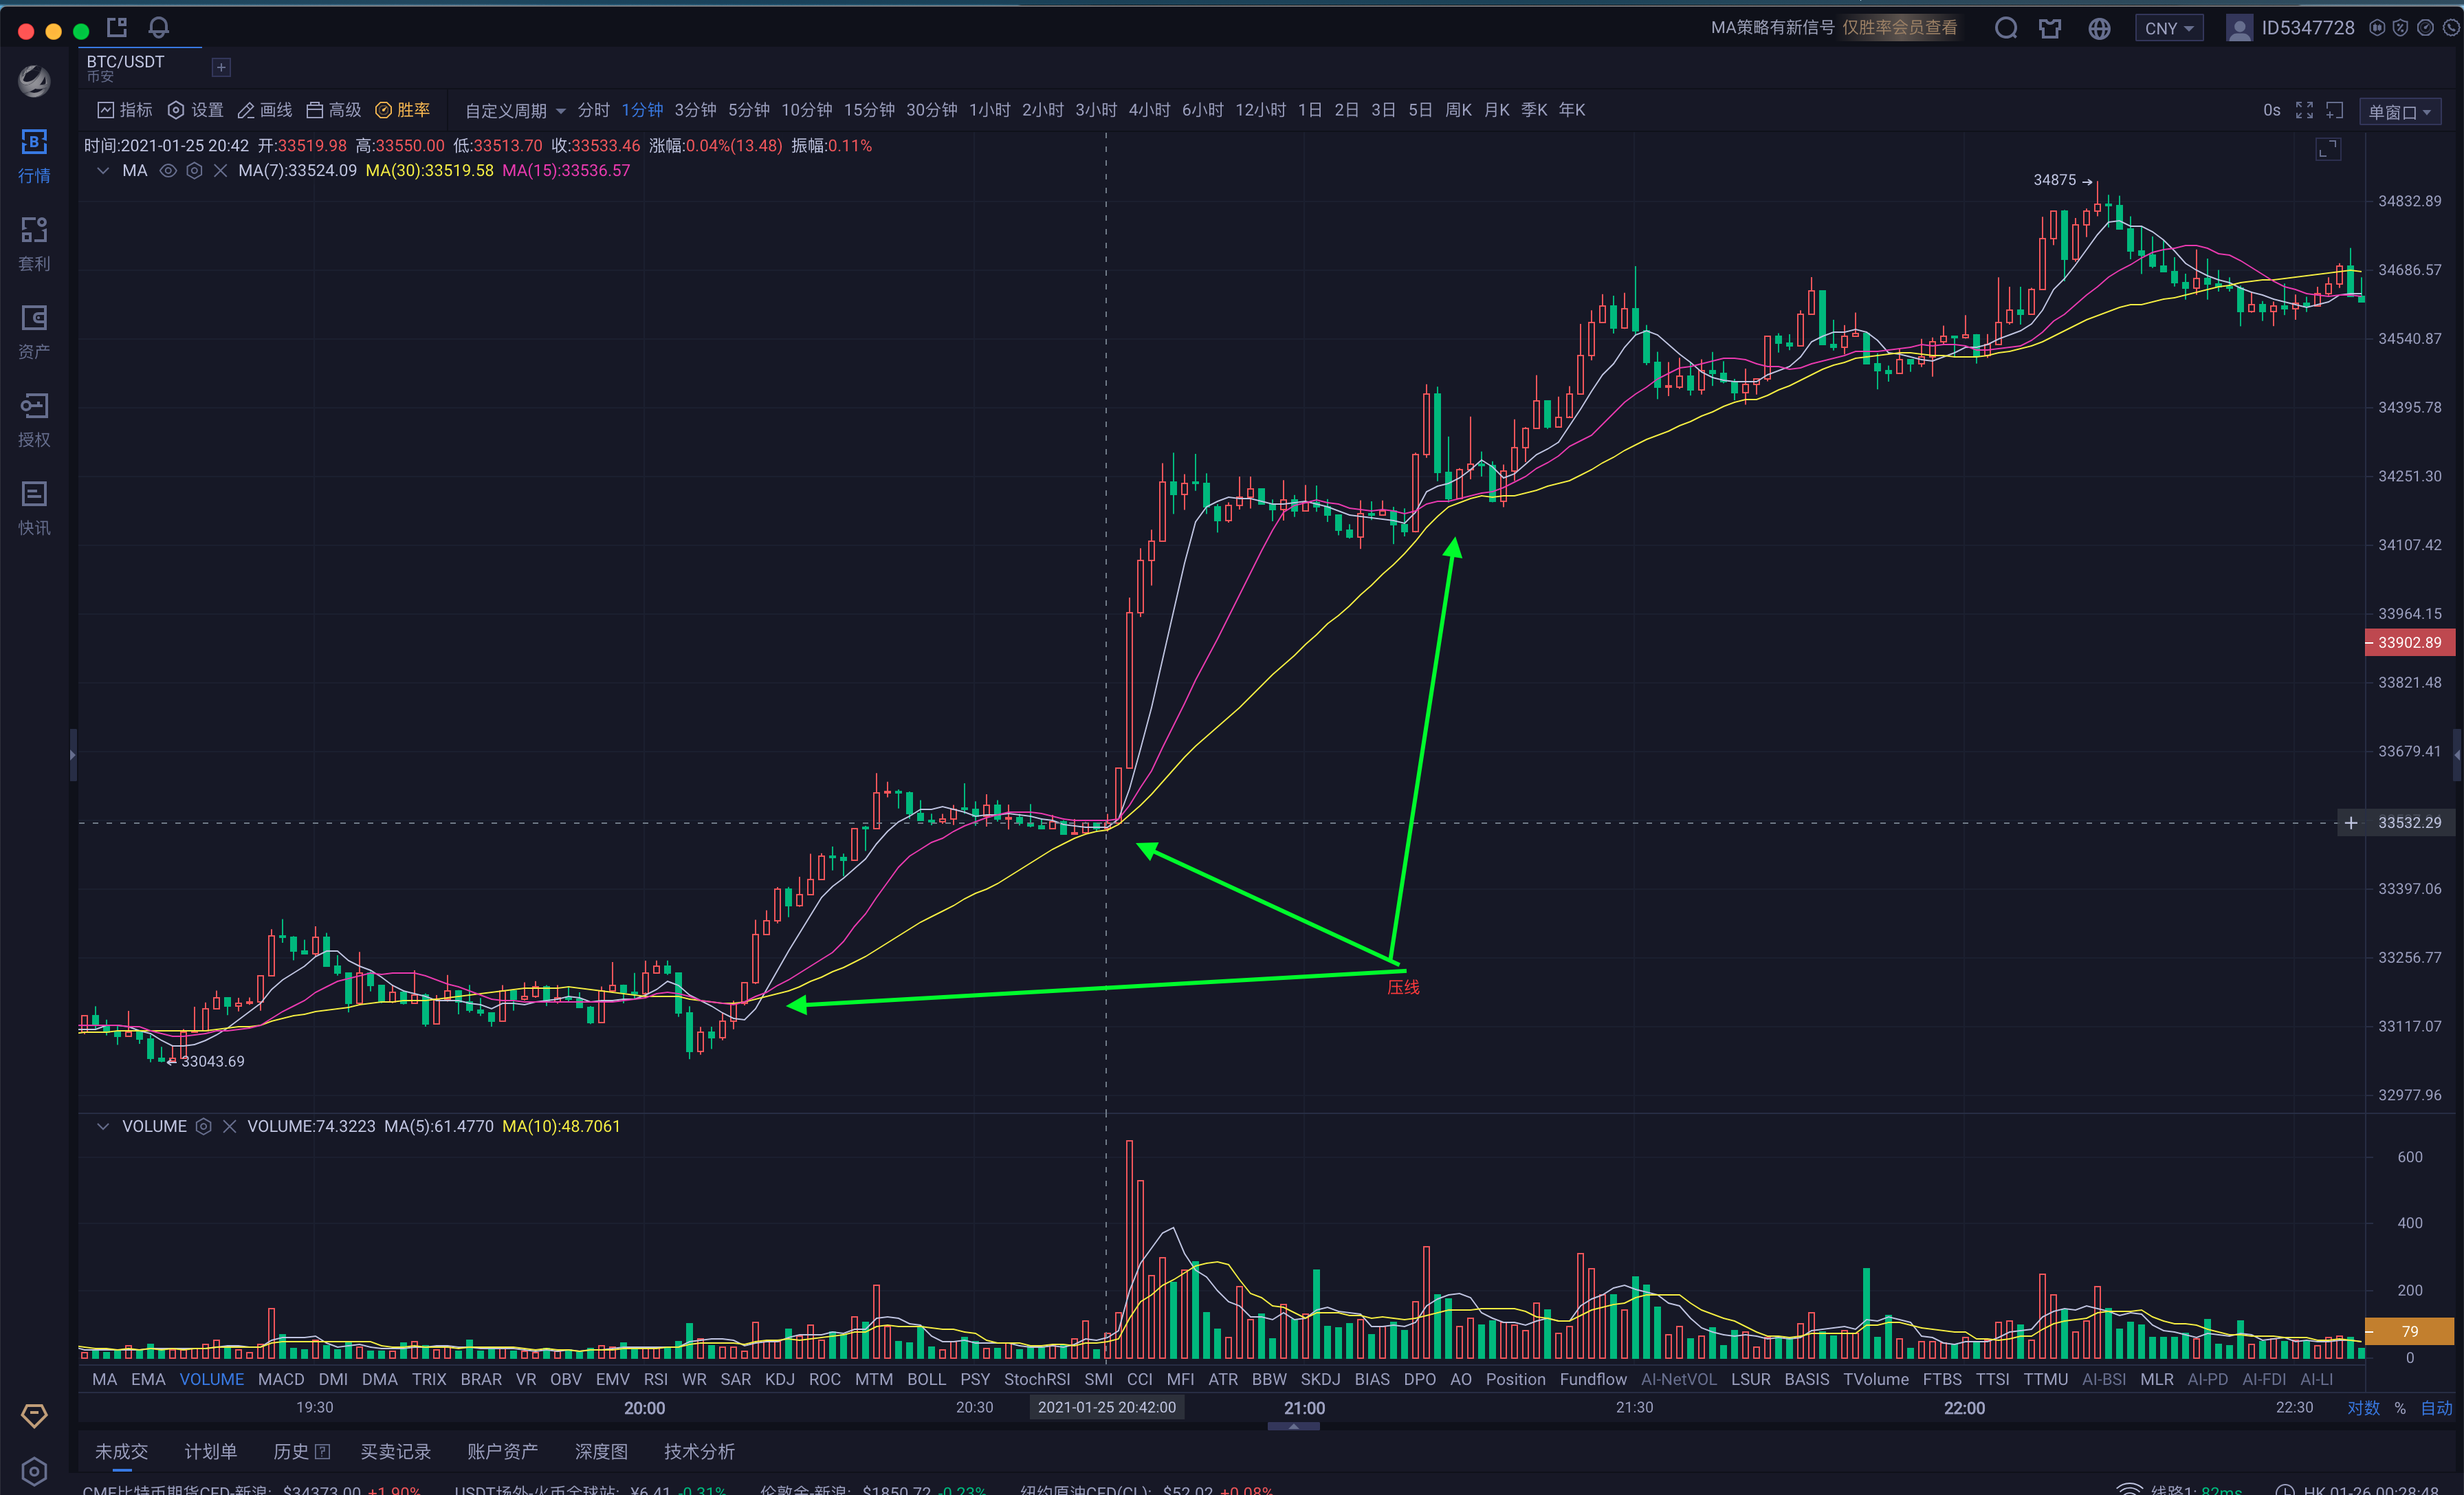 MA策略有新信号 仅胜率会员查看 CNY ID5347728
BTC/USDT
币安
指标 设置 画线 高级 胜率 自定义周期 分时 1分钟 3分钟 5分钟 10分钟 15分钟 30分钟 1小时 2小时 3小时 4小时 6小时 12小时 1日 2日 3日 5日 周K 月K 季K 年K 0s 单窗口
时间:2021-01-25 20:42 开:33519.98 高:33550.00 低:33513.70 收:33533.46 涨幅:0.04%(13.48) 振幅:0.11%
MA MA(7):33524.09 MA(30):33519.58 MA(15):33536.57
行情
套利
资产
授权
快讯
34875
34832.89
34686.57
34540.87
34395.78
34251.30
34107.42
33964.15
33902.89
33821.48
33679.41
33532.29
33397.06
33256.77
压线
33117.07
33043.69
32977.96
VOLUME VOLUME:74.3223 MA(5):61.4770 MA(10):48.7061
600
400
200
79
0
MA EMA VOLUME MACD DMI DMA TRIX BRAR VR OBV EMV RSI WR SAR KDJ ROC MTM BOLL PSY StochRSI SMI CCI MFI ATR BBW SKDJ BIAS DPO AO Position Fundflow AI-NetVOL LSUR BASIS TVolume FTBS TTSI TTMU AI-BSI MLR AI-PD AI-FDI AI-LI
19:30 20:00 20:30 2021-01-25 20:42:00 21:00 21:30 22:00 22:30 对数 % 自动
未成交 计划单 历史 买卖记录 账户资产 深度图 技术分析
CME比特币期货CFD-新浪: $34373.00 +1.90% USDT场外-火币全球站: ¥6.41 -0.31% 伦敦金-新浪: $1850.72 -0.23% 纽约原油CFD(CL): $52.02 +0.08% 线路1: 82ms HK 01-26 00:28:48